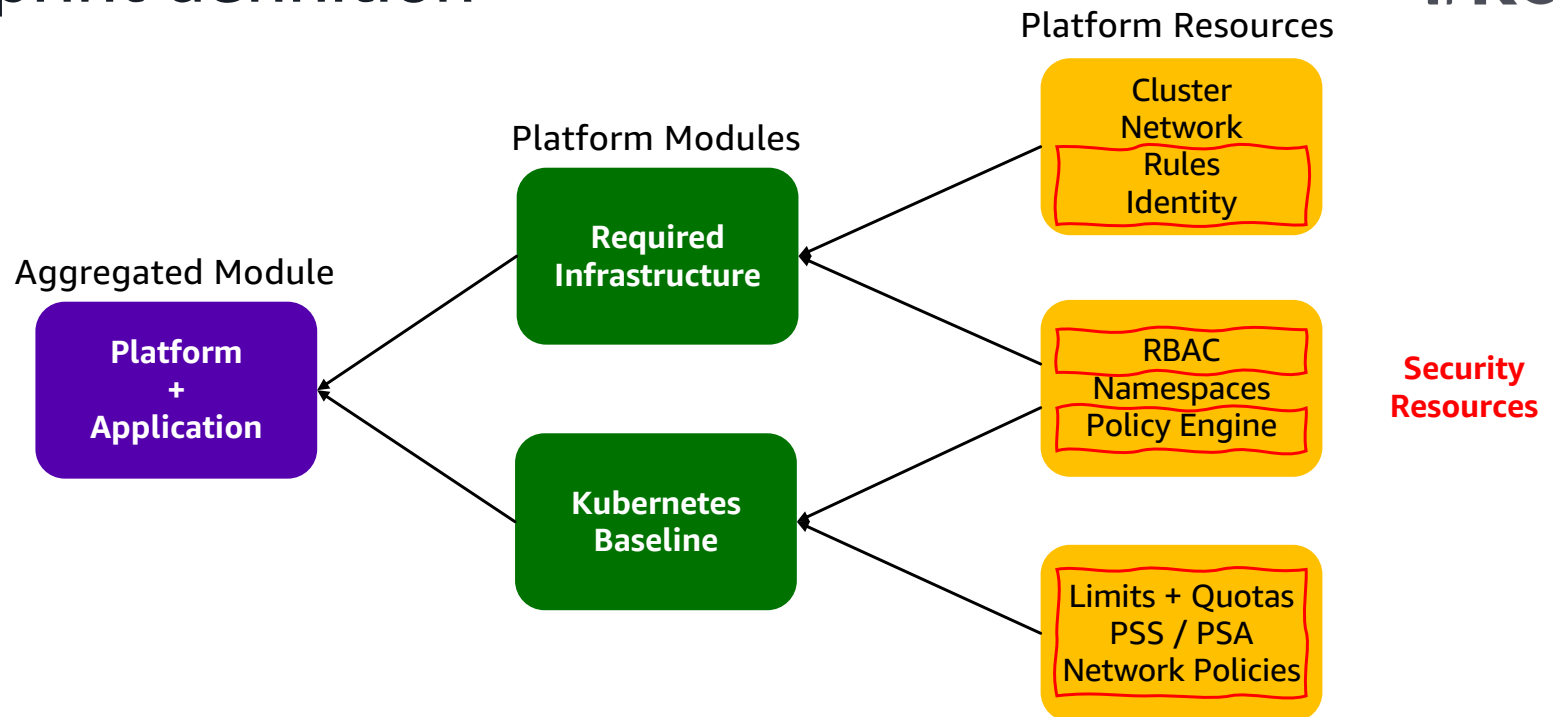 definition
Platform Resources
Cluster
Network
Rules
Identity
Platform Modules
Required
Infrastructure
Aggregated Module
Platform
+
Application
RBAC
Namespaces
Policy Engine
Security
Resources
Kubernetes
Baseline
Limits + Quotas
PSS / PSA
Network Policies